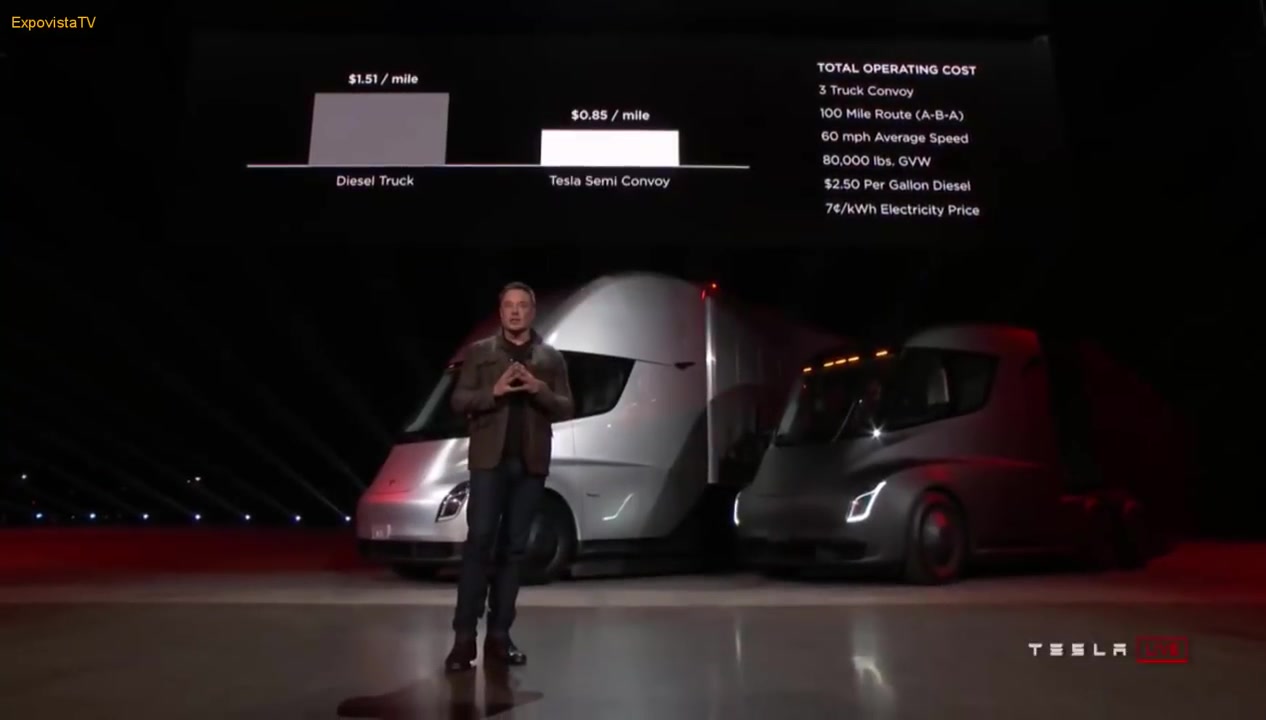 ExpovistaTV
$1.51 / mile
$0.85 / mile
Diesel Truck
Tesla Semi Convoy
TOTAL OPERATING COST
3 Truck Convoy
100 Mile Route (A-B-A)
60 mph Average Speed
80,000 lbs. GVW
$2.50 Per Gallon Diesel
7¢/kWh Electricity Price
TESLA LIVE